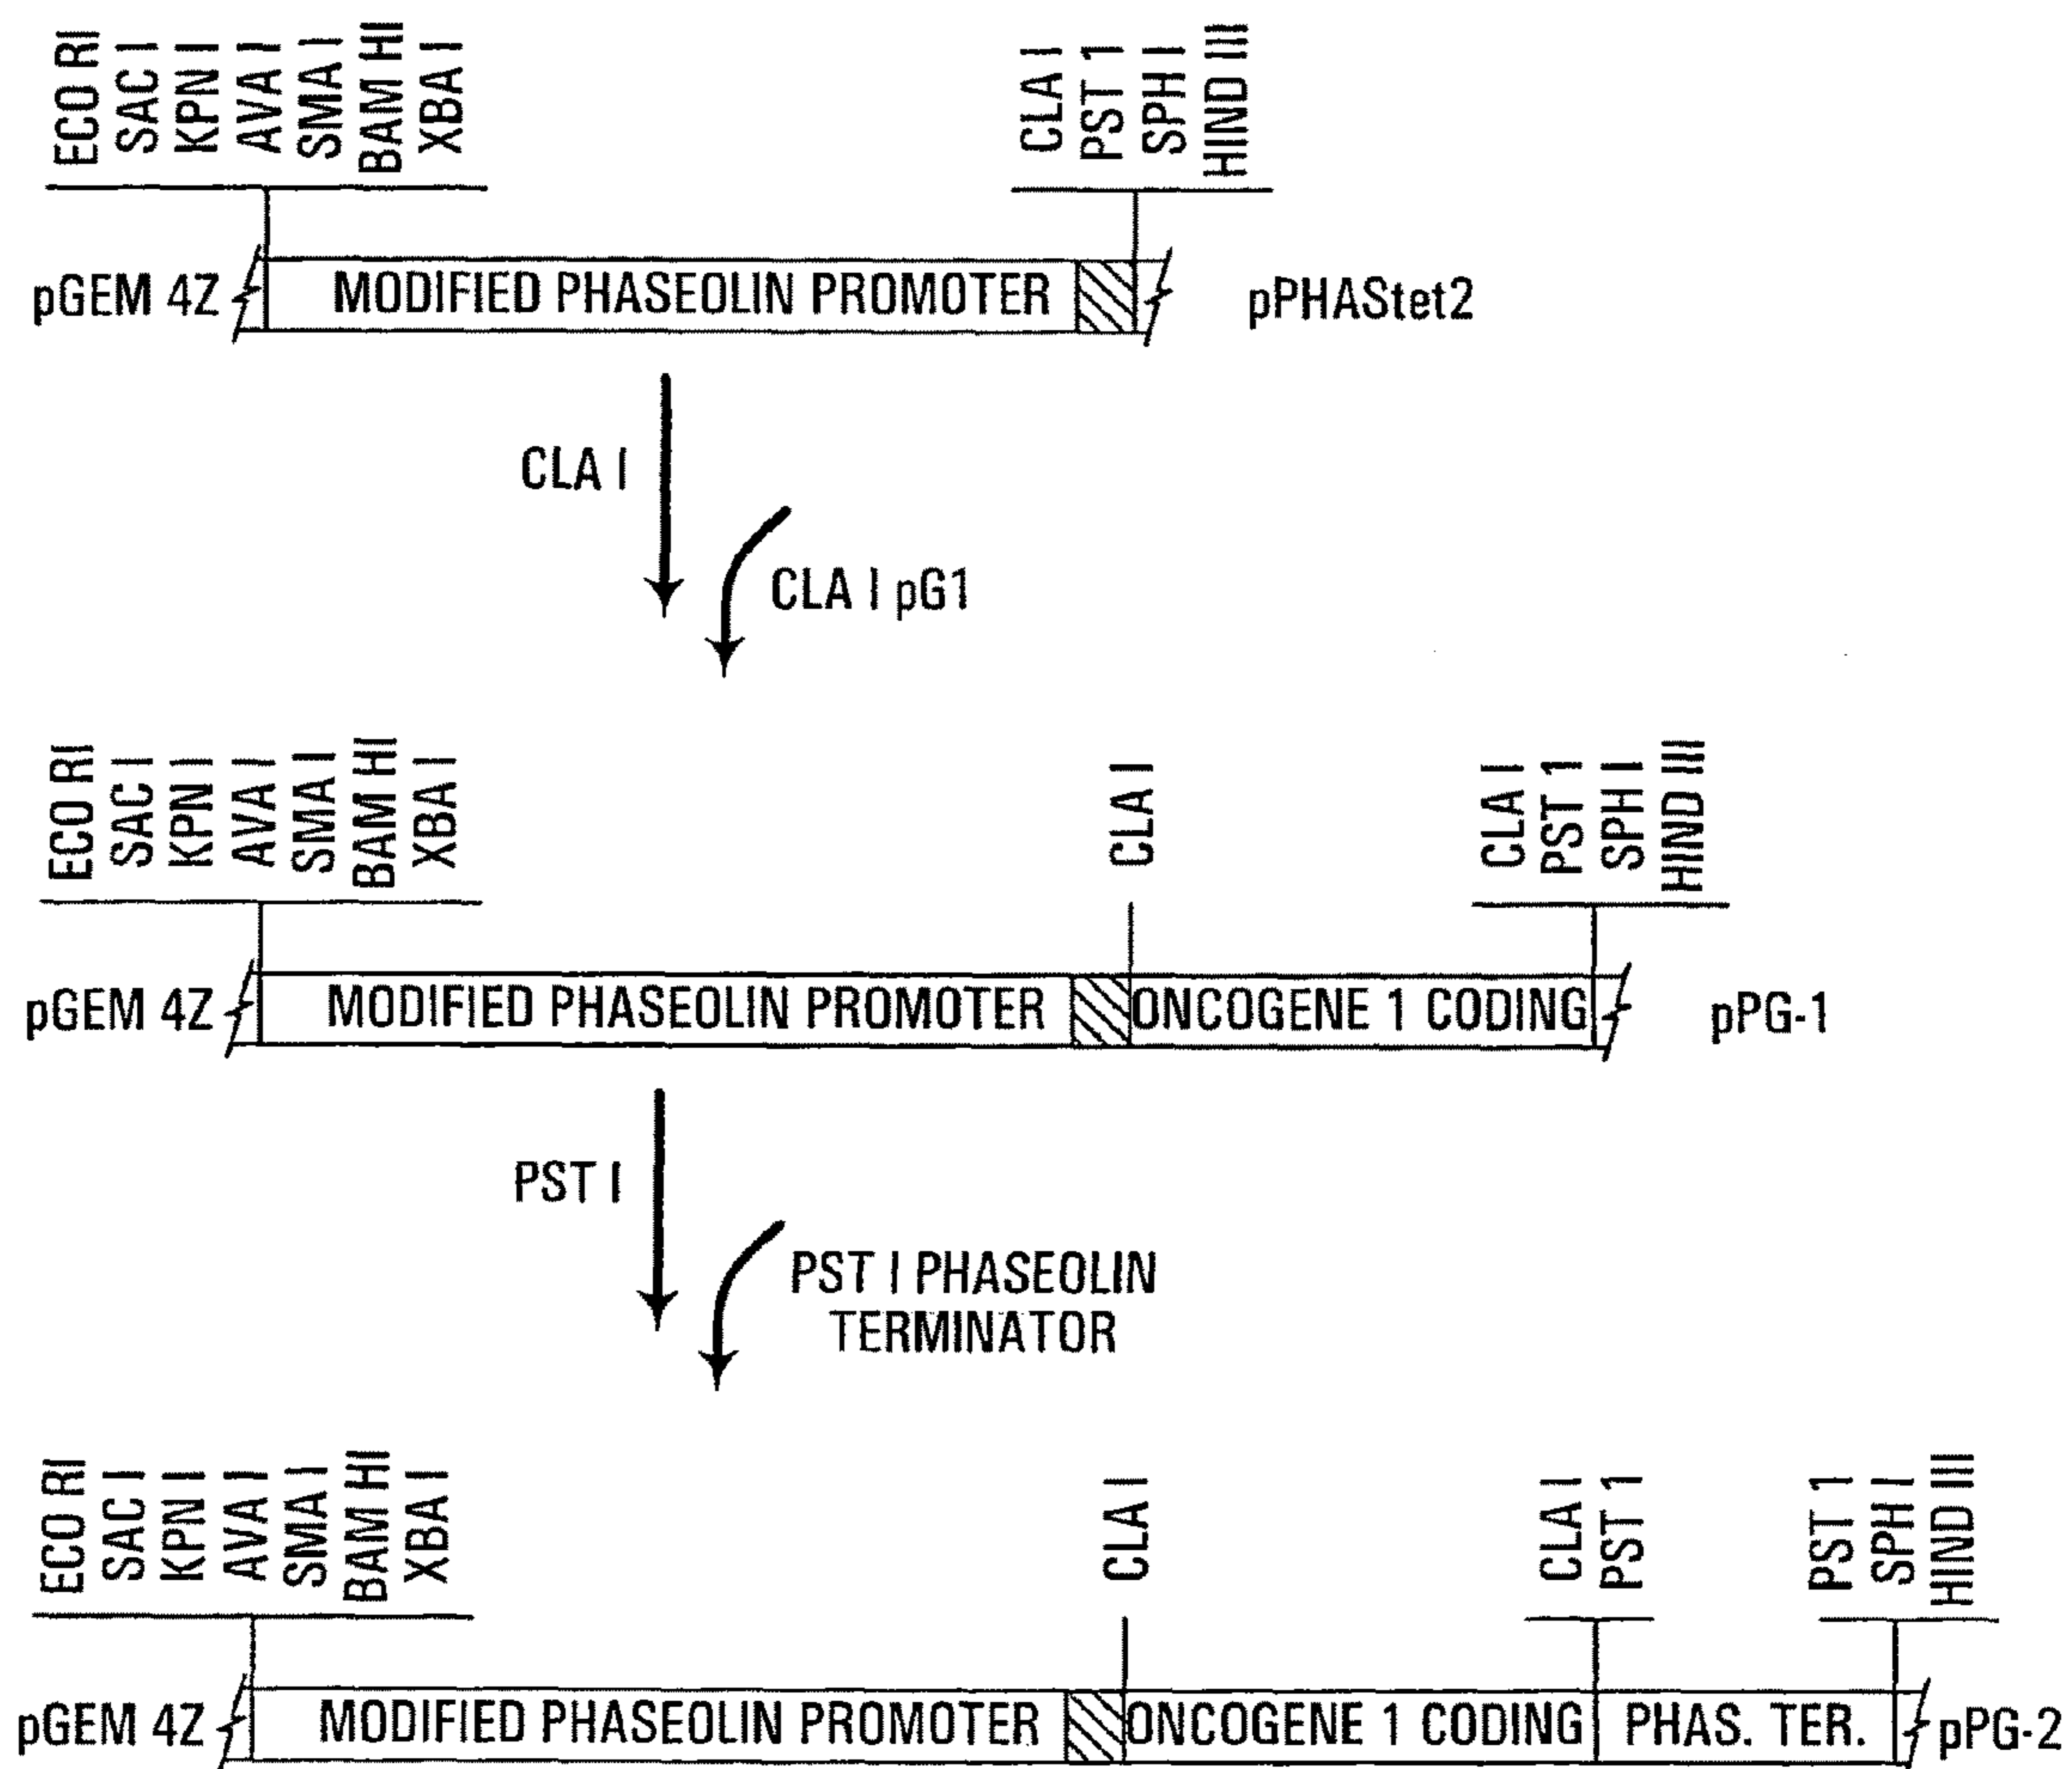 ECO RI
SAC I
KPN I
AVA I
SMA I
BAM HI
XBA I
CLA I
PST 1
SPH I
HIND III
pGEM 4Z
MODIFIED PHASEOLIN PROMOTER
pPHAStet2
CLA I
CLA I pG1
ECO RI
SAC I
KPN I
AVA I
SMA I
BAM HI
XBA I
CLA I
CLA I
PST 1
SPH I
HIND III
pGEM 4Z
MODIFIED PHASEOLIN PROMOTER
ONCOGENE 1 CODING
pPG-1
PST I
PST I PHASEOLIN
TERMINATOR
ECO RI
SAC I
KPN I
AVA I
SMA I
BAM HI
XBA I
CLA I
CLA I
PST 1
PST 1
SPH I
HIND III
pGEM 4Z
MODIFIED PHASEOLIN PROMOTER
ONCOGENE 1 CODING
PHAS. TER.
pPG-2